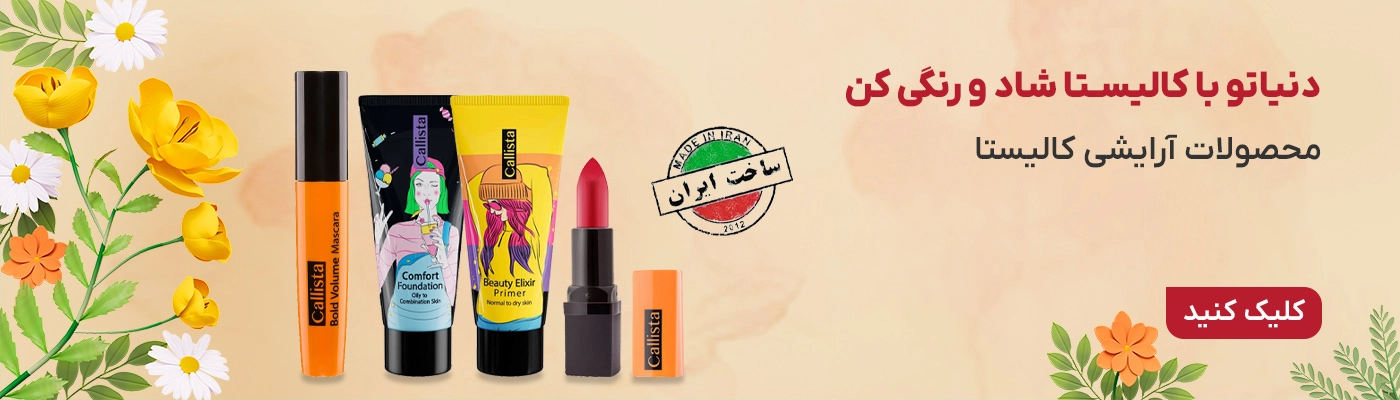 دنیاتو با کالیستا شاد و رنگی کن
محصولات آرایشی کالیستا
کلیک کنید
MADE IN IRAN
ساخت ایران
2012
Callista
Bold Volume Mascara
Callista
Comfort
Foundation
Oily to
Combination Skin
Callista
Beauty Elixir
Primer
Normal to dry skin
Callista